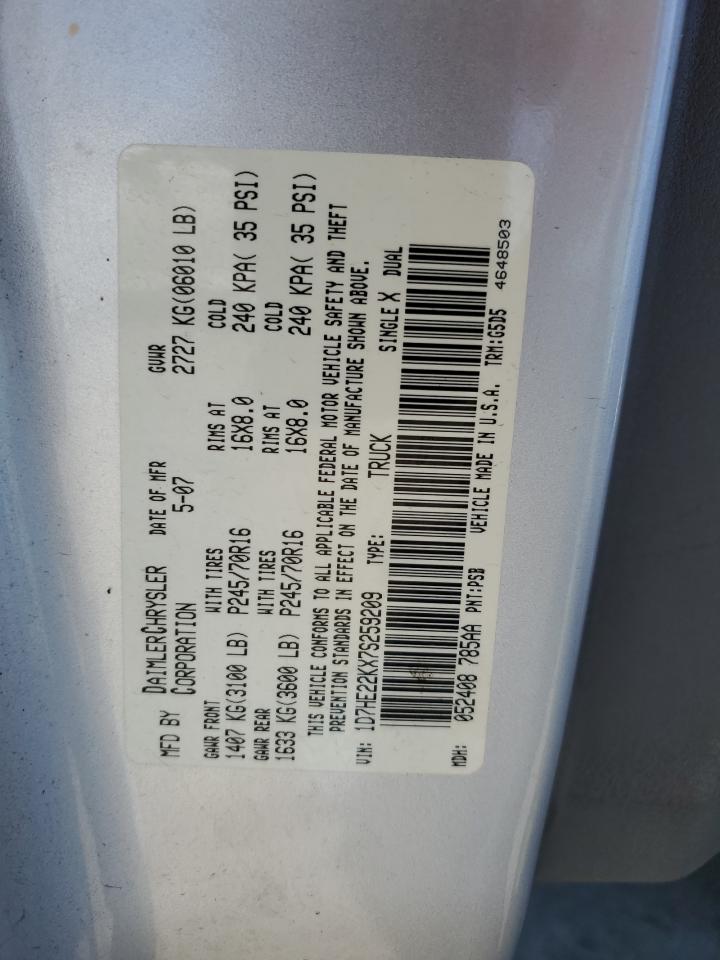 MFD BY DAIMLERCHRYSLER CORPORATION DATE OF MFR 5-07 GVWR 2727 KG(06010 LB)
GAWR FRONT WITH TIRES RIMS AT COLD
1407 KG(3100 LB) P245/70R16 16X8.0 240 KPA( 35 PSI)
GAWR REAR WITH TIRES RIMS AT COLD
1633 KG(3600 LB) P245/70R16 16X8.0 240 KPA( 35 PSI)
THIS VEHICLE CONFORMS TO ALL APPLICABLE FEDERAL MOTOR VEHICLE SAFETY AND THEFT
PREVENTION STANDARDS IN EFFECT ON THE DATE OF MANUFACTURE SHOWN ABOVE.
VIN: 1D7HE22KX7S259209 TYPE: TRUCK SINGLE X DUAL
MDH: 052408 785AA PNT:PSB VEHICLE MADE IN U.S.A. TRM:G5D5
4648503